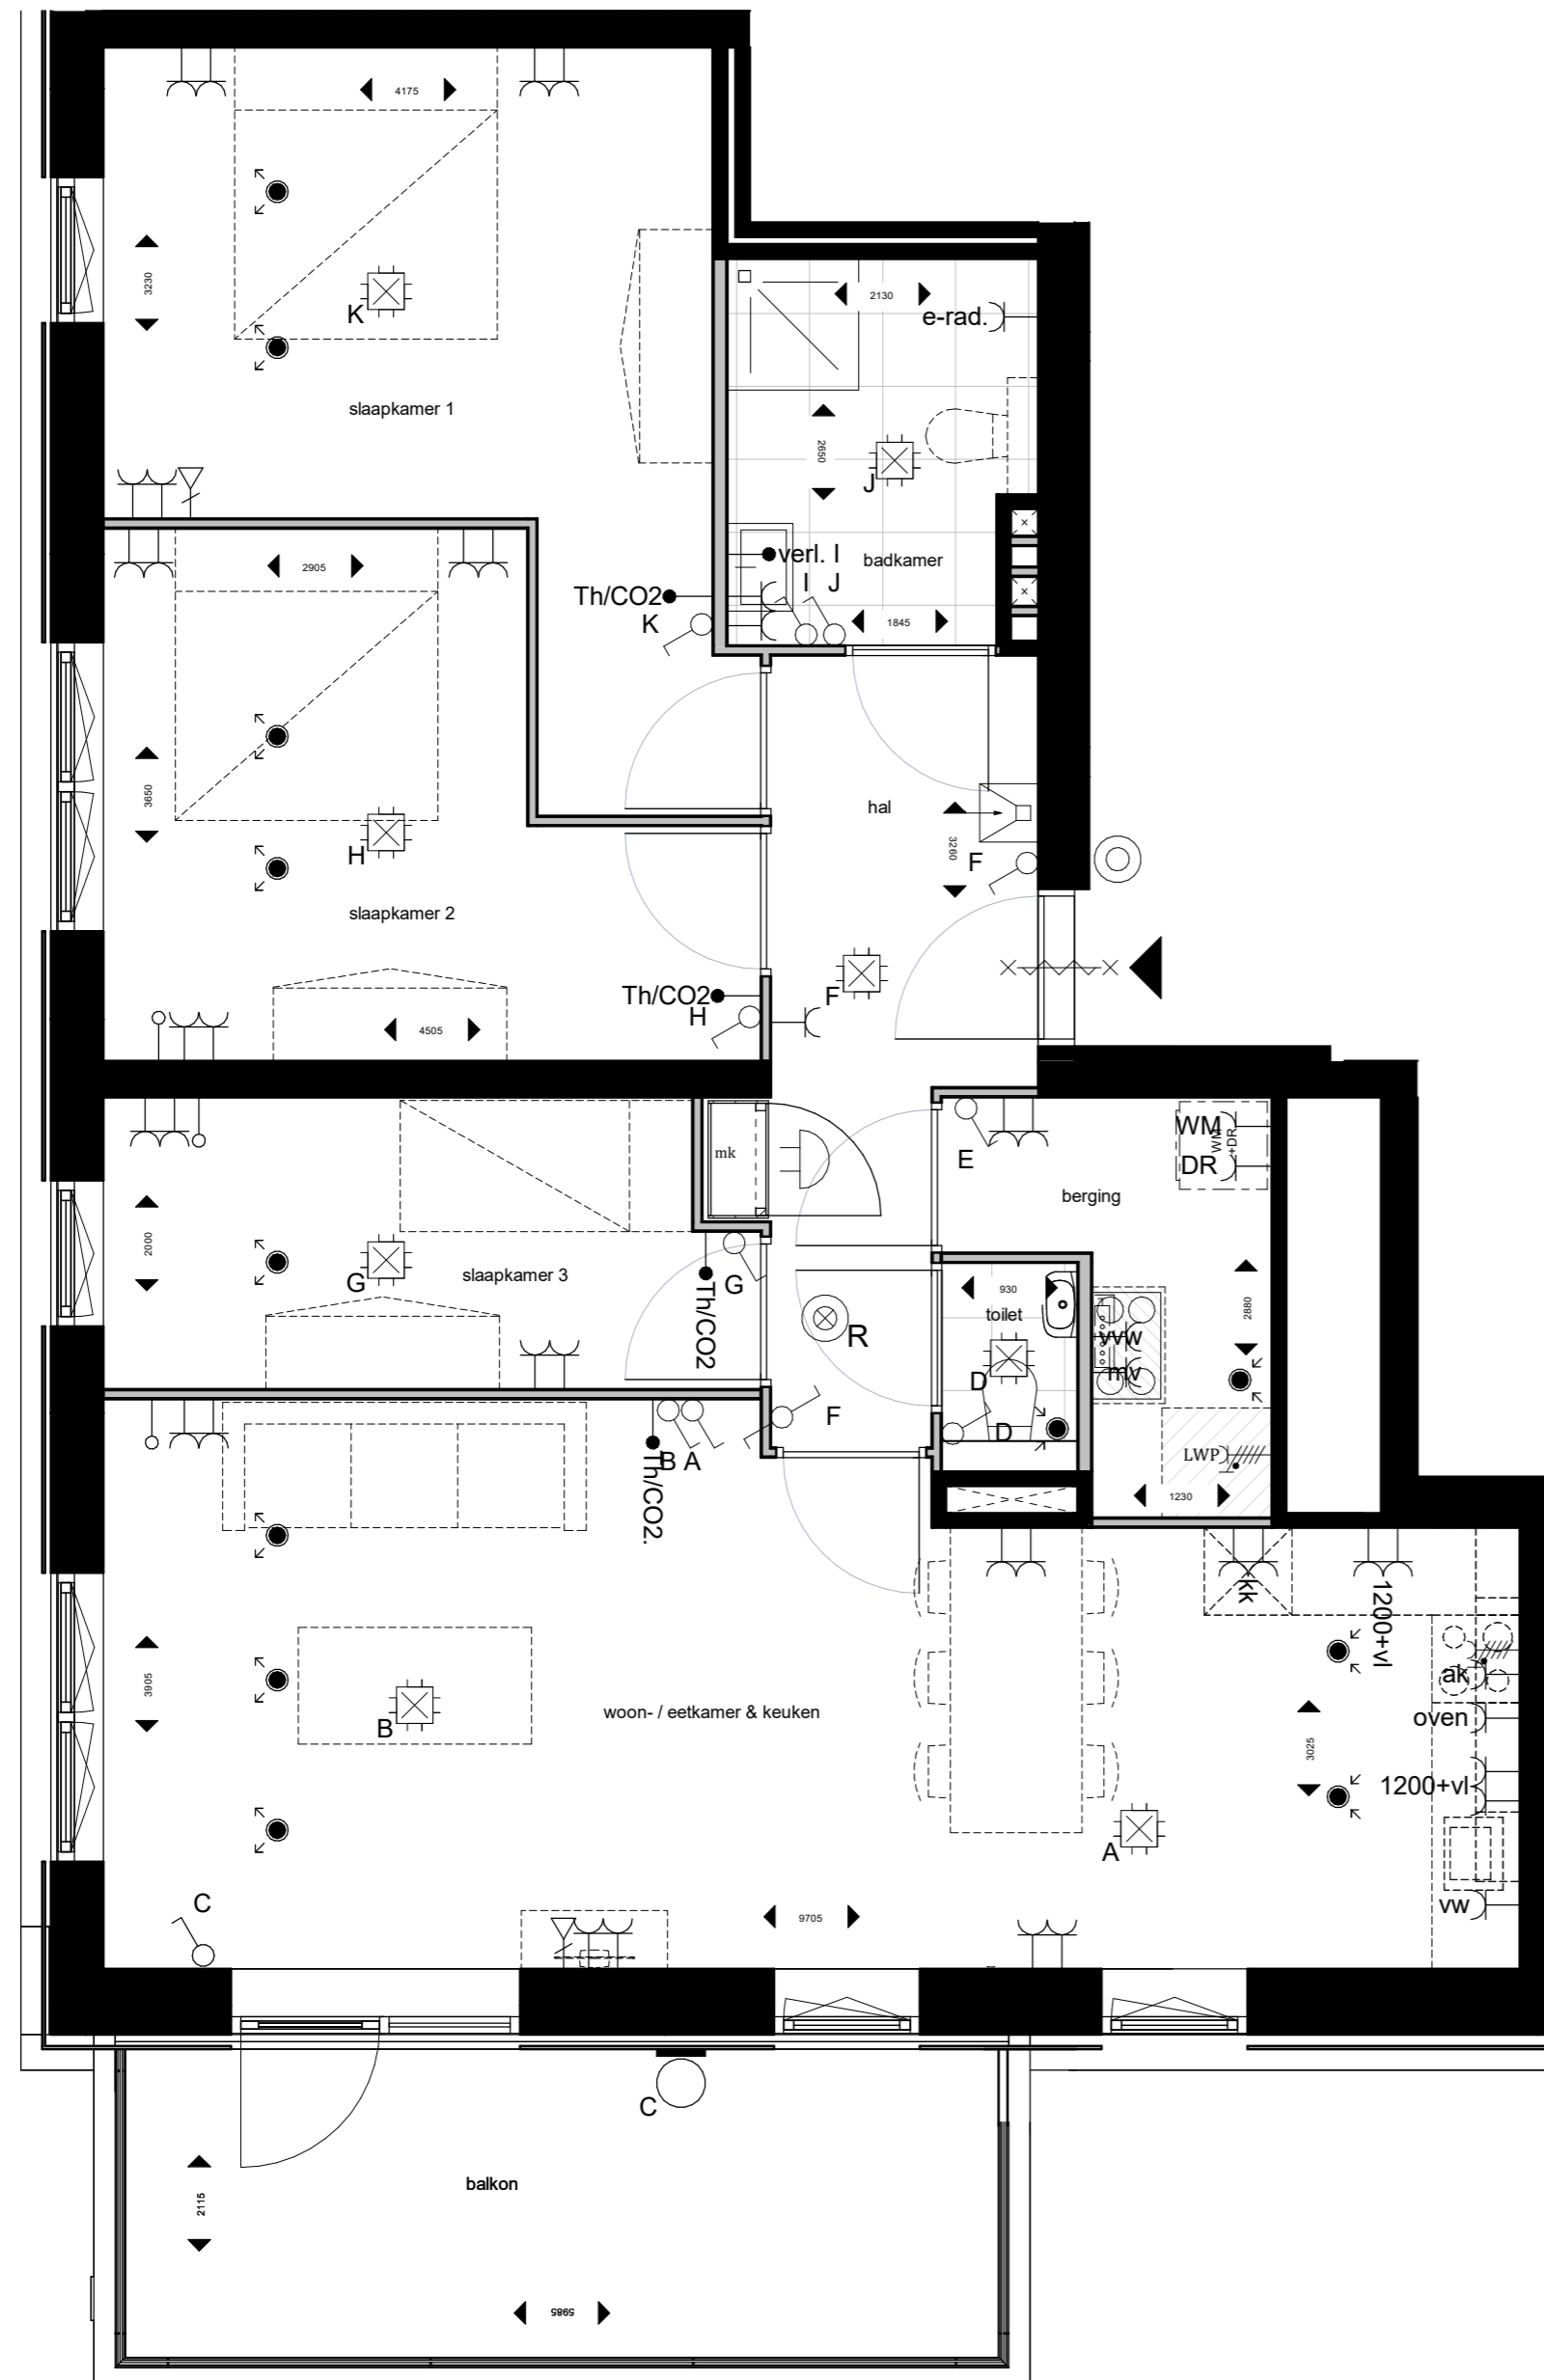 4175
3230
K
slaapkamer 1
2130
e-rad.
2650
J
verl. I
badkamer
I
J
Th/CO2
K
1845
2905
3650
H
slaapkamer 2
hal
3260
F
Th/CO2
H
F
4505
mk
E
WM
DR
WM
+DR
berging
2000
G
slaapkamer 3
G
Th/CO2
R
930
toilet
D
D
vvw
mv
2880
LWP
1230
F
B
A
Th/CO2.
kk
1200+vl
ak
oven
1200+vl
vw
3905
B
woon- / eetkamer & keuken
3025
A
C
9705
C
balkon
2115
5985